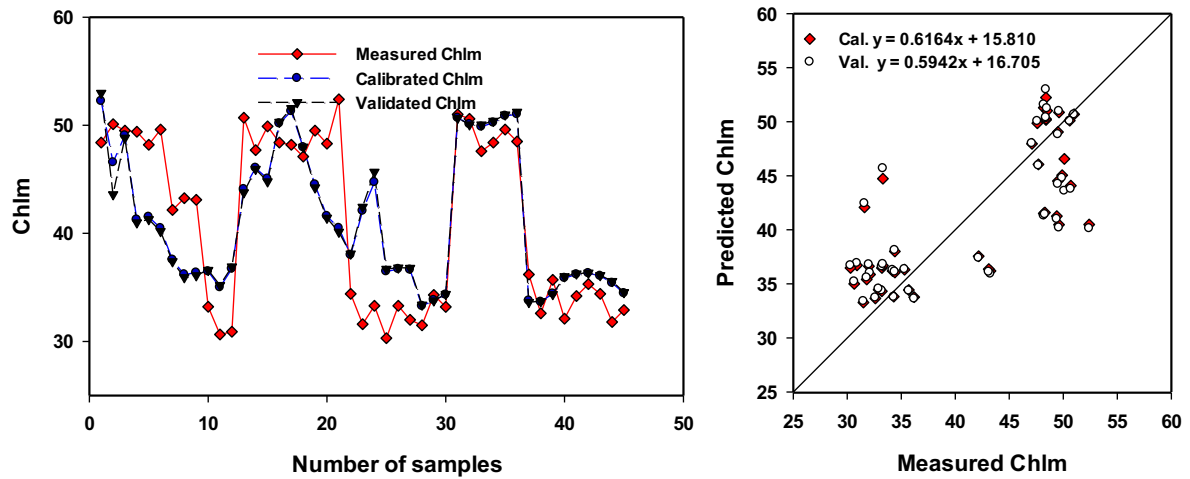 60
50
40
30
Chlm
Measured Chlm
Calibrated Chlm
Validated Chlm
0 10 20 30 40 50
Number of samples
60
55
50
45
40
35
30
25
Predicted Chlm
Cal. y = 0.6164x + 15.810
Val. y = 0.5942x + 16.705
25 30 35 40 45 50 55 60
Measured Chlm